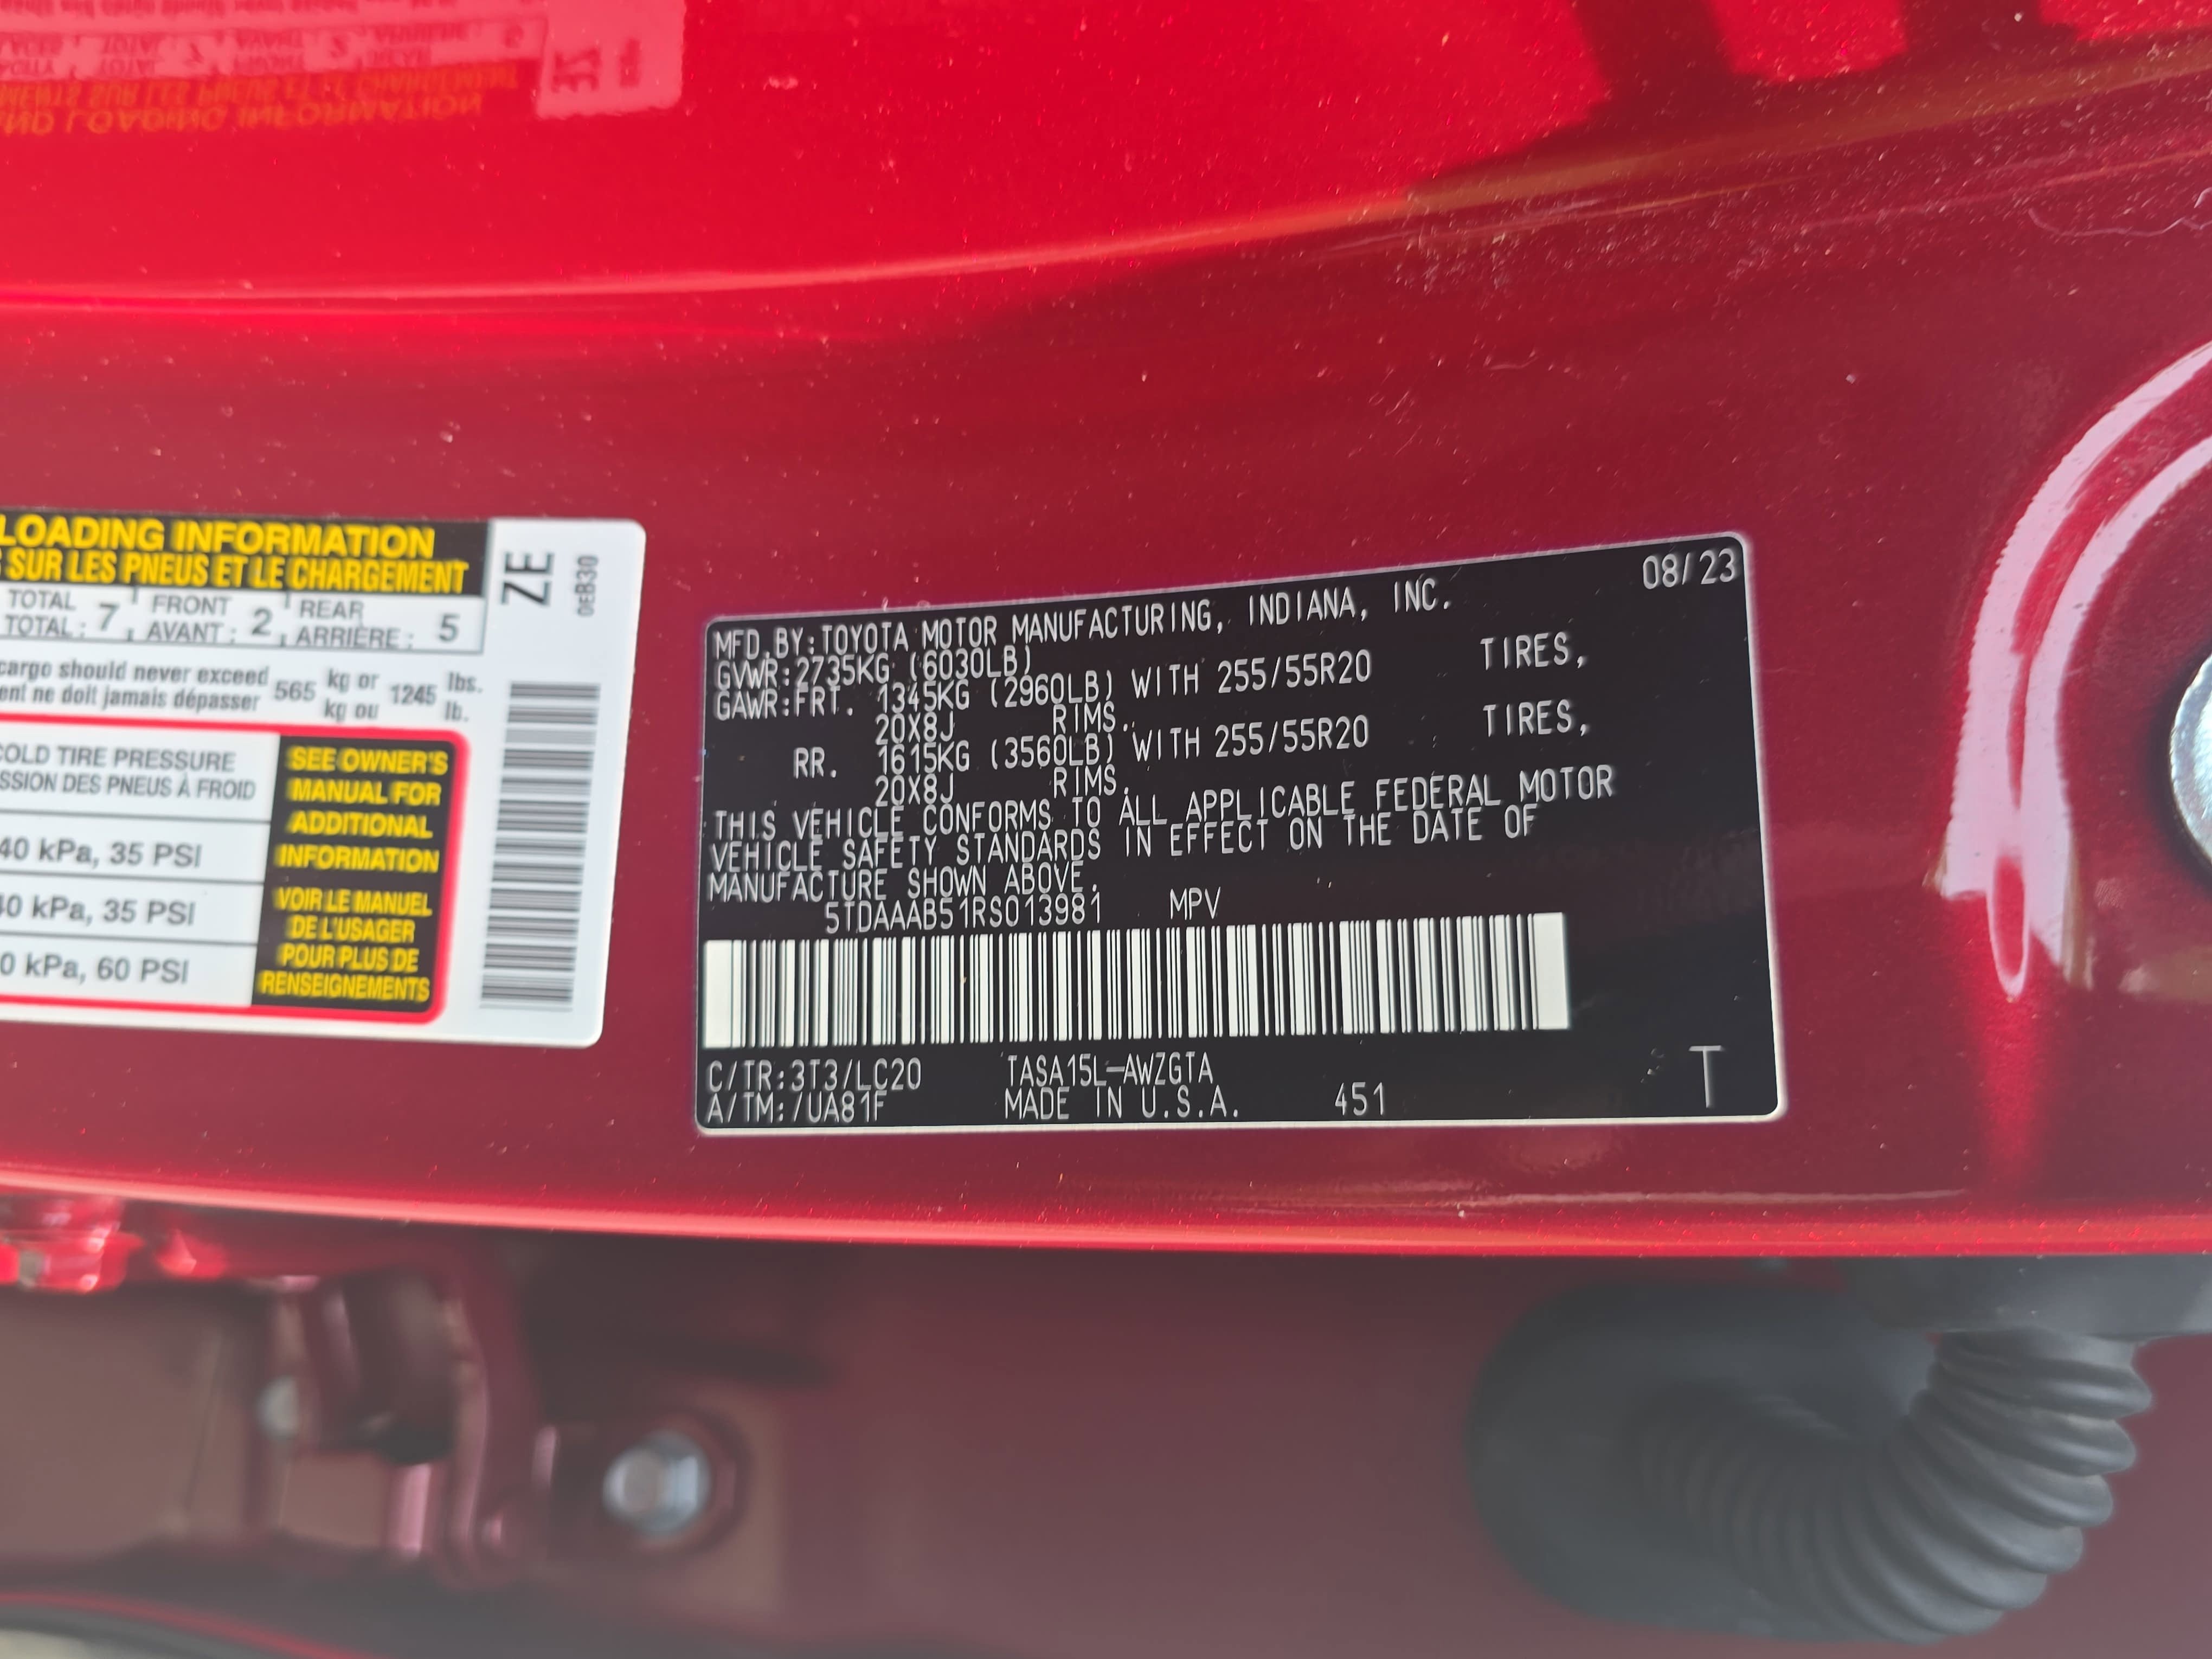 LOADING INFORMATION
SUR LES PNEUS ET LE CHARGEMENT
TOTAL FRONT REAR
TOTAL : 7 AVANT : 2 ARRIÈRE : 5
cargo should never exceed 565 kg or 1245 lbs.
ne doit jamais dépasser kg ou lb.
COLD TIRE PRESSURE
DES PNEUS À FROID
kPa, 35 PSI
kPa, 35 PSI
kPa, 60 PSI
SEE OWNER'S
MANUAL FOR
ADDITIONAL
INFORMATION
VOIR LE MANUEL
DE L'USAGER
POUR PLUS DE
RENSEIGNEMENTS
ZE
0EB30
08/23
MFD.BY:TOYOTA MOTOR MANUFACTURING, INDIANA, INC.
GVWR:2735KG (6030LB)
GAWR:FRT. 1345KG (2960LB) WITH 255/55R20 TIRES,
20X8J RIMS.
RR. 1615KG (3560LB) WITH 255/55R20 TIRES,
20X8J RIMS.
THIS VEHICLE CONFORMS TO ALL APPLICABLE FEDERAL MOTOR
VEHICLE SAFETY STANDARDS IN EFFECT ON THE DATE OF
MANUFACTURE SHOWN ABOVE.
5TDAAAB51RS013981 MPV
C/TR:3T3/LC20 TASA15L-AWZGTA
A/TM:/UA81F MADE IN U.S.A. 451
T